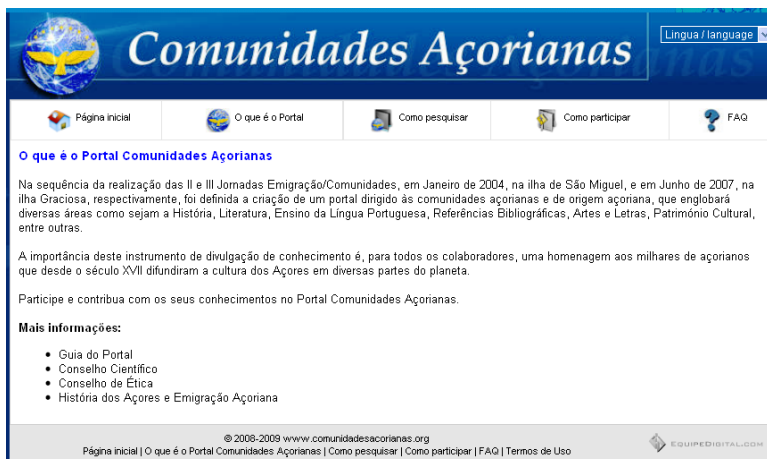 Comunidades Açorianas
Lingua / language
Página inicial
O que é o Portal
Como pesquisar
Como participar
FAQ
O que é o Portal Comunidades Açorianas
Na sequência da realização das II e III Jornadas Emigração/Comunidades, em Janeiro de 2004, na ilha de São Miguel, e em Junho de 2007, na
ilha Graciosa, respectivamente, foi definida a criação de um portal dirigido às comunidades açorianas e de origem açoriana, que englobará
diversas áreas como sejam a História, Literatura, Ensino da Língua Portuguesa, Referências Bibliográficas, Artes e Letras, Património Cultural,
entre outras.
A importância deste instrumento de divulgação de conhecimento é, para todos os colaboradores, uma homenagem aos milhares de açorianos
que desde o século XVII difundiram a cultura dos Açores em diversas partes do planeta.
Participe e contribua com os seus conhecimentos no Portal Comunidades Açorianas.
Mais informações:
Guia do Portal
Conselho Científico
Conselho de Ética
História dos Açores e Emigração Açoriana
© 2008-2009 www.comunidadesacorianas.org
Página inicial | O que é o Portal Comunidades Açorianas | Como pesquisar | Como participar | FAQ | Termos de Uso
EQUIPEDIGITAL.COM